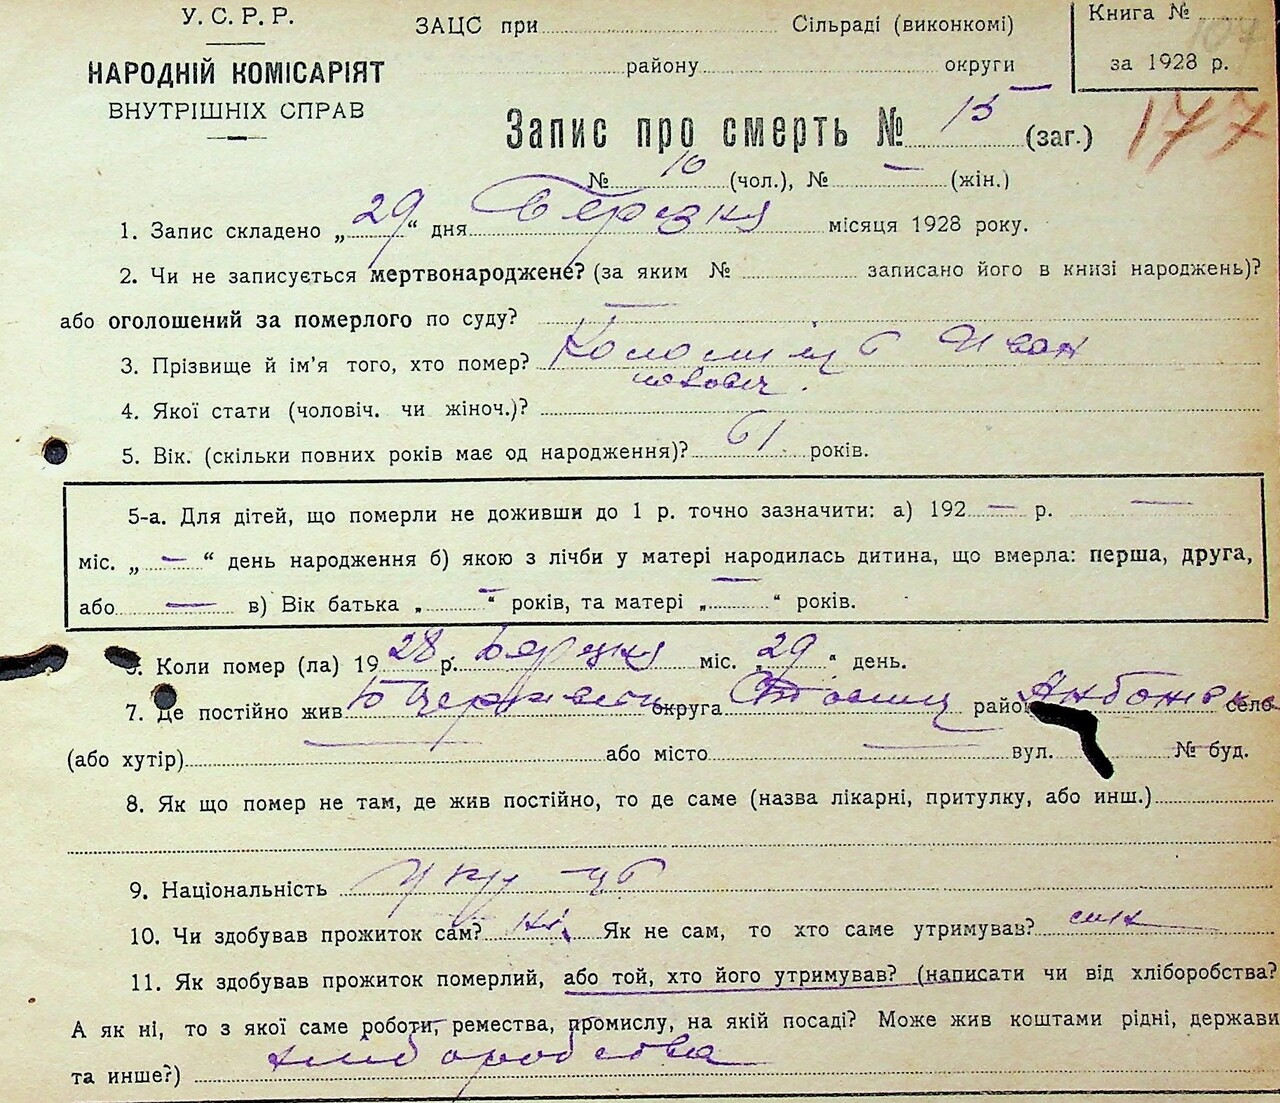 У. С. Р. Р.
НАРОДНІЙ КОМІСАРІЯТ
ВНУТРІШНІХ СПРАВ
ЗАЦС при Сільраді (виконкомі)
району округи
Книга №
за 1928 р.
177
Запис про смерть № 15 (заг.)
№ 10 (чол.), № — (жін.)
1. Запис складено „29“ дня Березня місяця 1928 року.
2. Чи не записується мертвонароджене? (за яким № записано його в книзі народжень)?
або оголошений за померлого по суду? —
3. Прізвище й ім'я того, хто помер? Коломієць Иван
4. Якої стати (чоловіч. чи жіноч.)? чоловіч.
5. Вік. (скільки повних років має од народження)? 61 років.
5-а. Для дітей, що померли не доживши до 1 р. точно зазначити: а) 192 — р. —
міс. „ — “ день народження б) якою з лічби у матері народилась дитина, що вмерла: перша, друга,
або — в) Вік батька „ — “ років, та матері „ — “ років.
6. Коли помер (ла) 1928 р. Березня міс. „29“ день.
7. Де постійно жив округа район село
(або хутір) — або місто — вул. № буд.
8. Як що помер не там, де жив постійно, то де саме (назва лікарні, притулку, або инш.)
9. Національність
10. Чи здобував прожиток сам? ні Як не сам, то хто саме утримував? син
11. Як здобував прожиток померлий, або той, хто його утримував? (написати чи від хліборобства?
А як ні, то з якої саме роботи, ремества, промислу, на якій посаді? Може жив коштами рідні, держави
та инше?) хліборобства